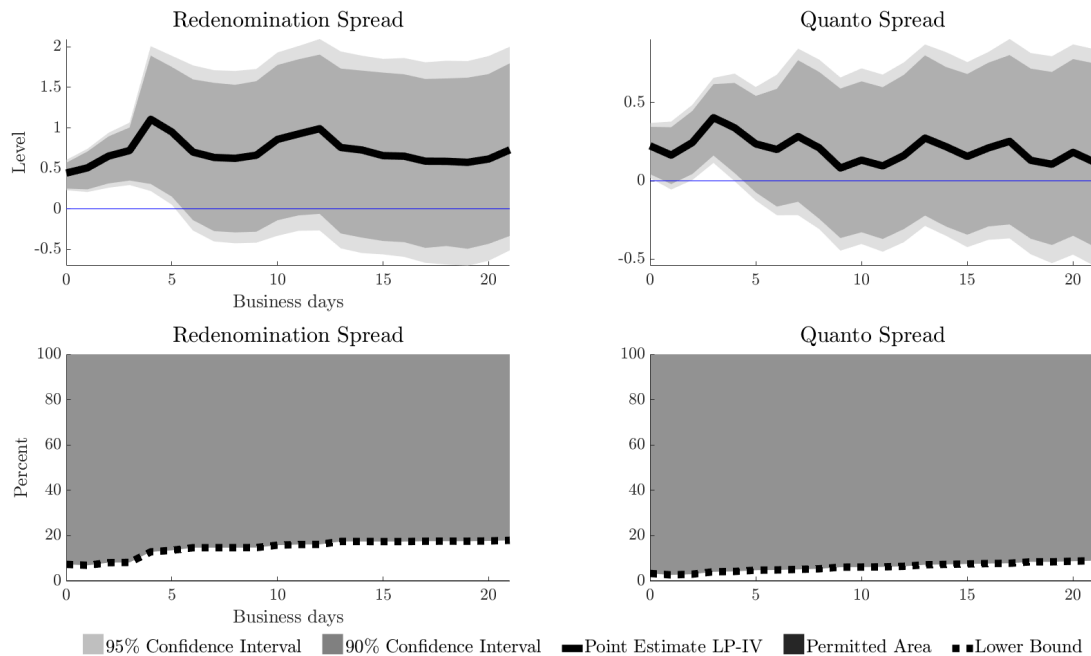 Redenomination Spread
Quanto Spread
Level
2
1.5
1
0.5
0
-0.5
0 5 10 15 20
Business days
0.5
0
-0.5
0 5 10 15 20
Redenomination Spread
Quanto Spread
Percent
100
80
60
40
20
0
0 5 10 15 20
Business days
100
80
60
40
20
0
0 5 10 15 20
95% Confidence Interval 90% Confidence Interval Point Estimate LP-IV Permitted Area Lower Bound